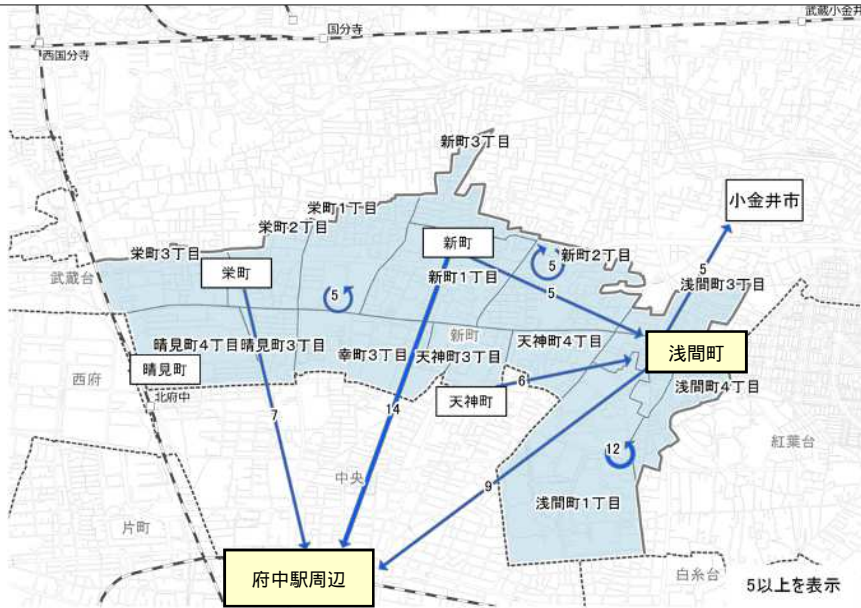 武蔵小金井
国分寺
西国分寺
新町3丁目
小金井市
栄町1丁目
栄町2丁目
新町
栄町3丁目
新町2丁目
5
5
武蔵台
栄町
新町1丁目
浅間町3丁目
5
5
新町
晴見町4丁目
晴見町3丁目
幸町3丁目
天神町3丁目
天神町4丁目
浅間町
晴見町
西府
6
浅間町4丁目
北府中
天神町
7
14
紅葉台
12
中央
9
浅間町1丁目
片町
府中駅周辺
白糸台
5以上を表示